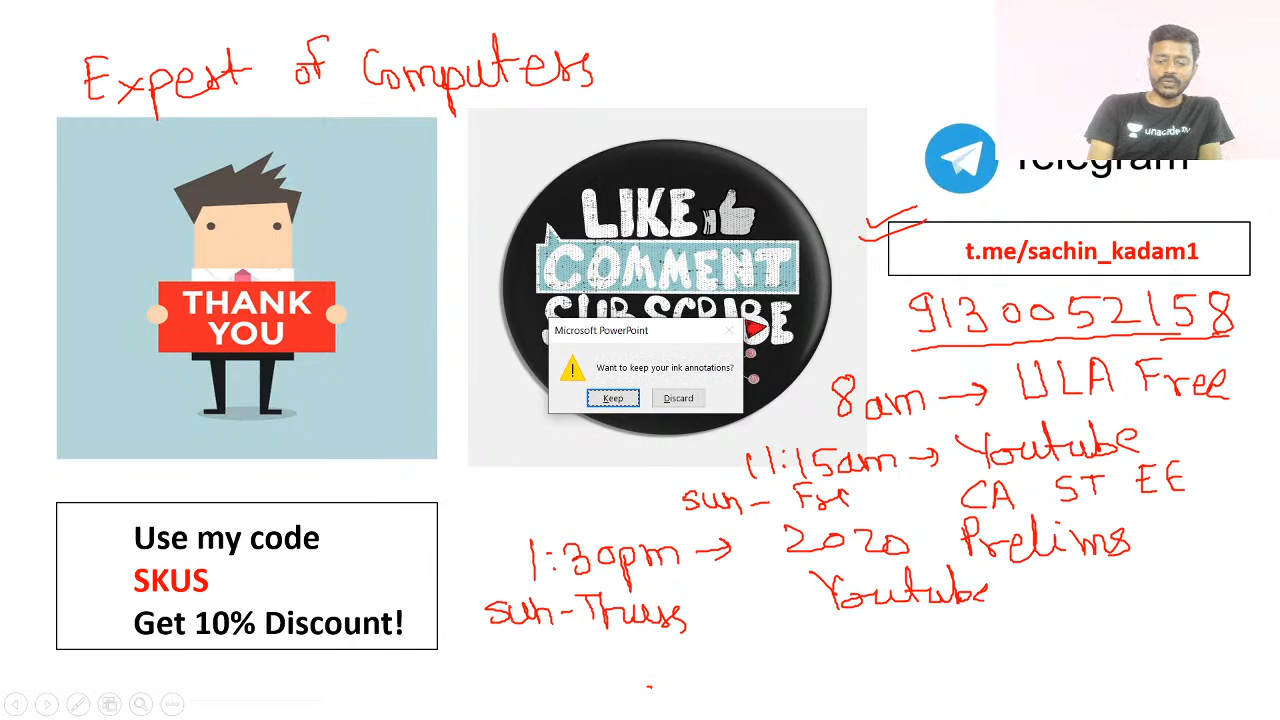 Expert of Computers
unacademy
Telegram
LIKE
COMMENT
SUBSCRIBE
THANK
YOU
t.me/sachin_kadam1
9130052158
Microsoft PowerPoint
Want to keep your ink annotations?
Keep
Discard
8am → ULA Free
11:15am → Youtube
sun - Fri CA ST EE
1:30pm → 2020 Prelims
sun - Thurs Youtube
Use my code
SKUS
Get 10% Discount!